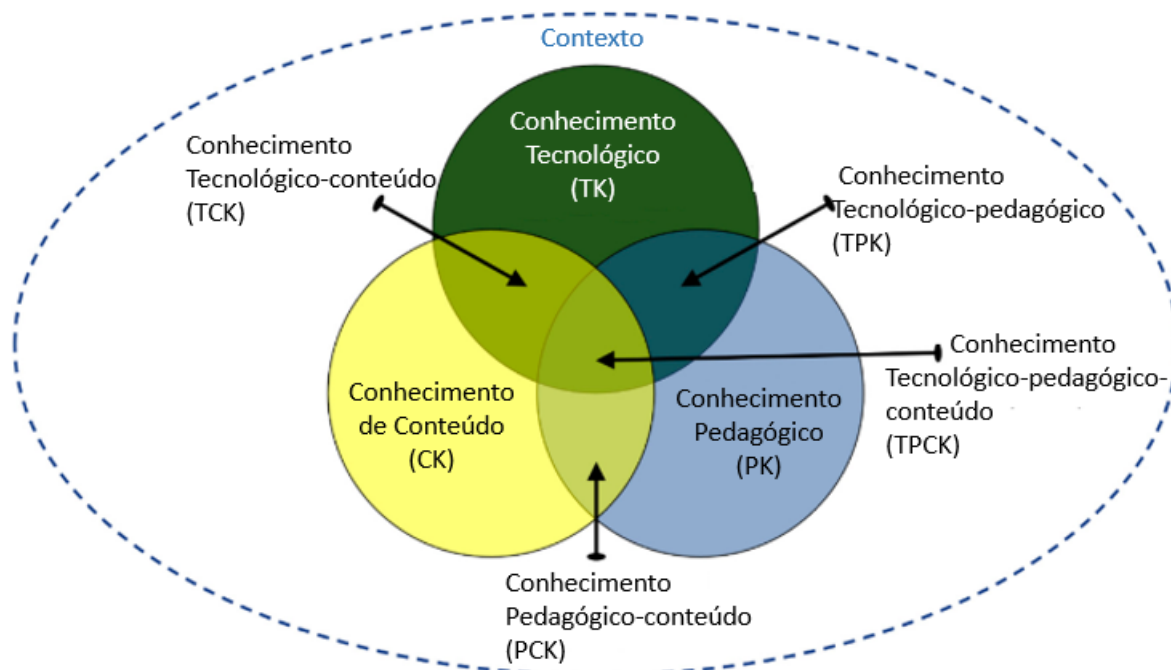 Contexto
Conhecimento
Tecnológico
(TK)
Conhecimento
Tecnológico-conteúdo
(TCK)
Conhecimento
Tecnológico-pedagógico
(TPK)
Conhecimento
Tecnológico-pedagógico-
conteúdo
(TPCK)
Conhecimento
de Conteúdo
(CK)
Conhecimento
Pedagógico
(PK)
Conhecimento
Pedagógico-conteúdo
(PCK)